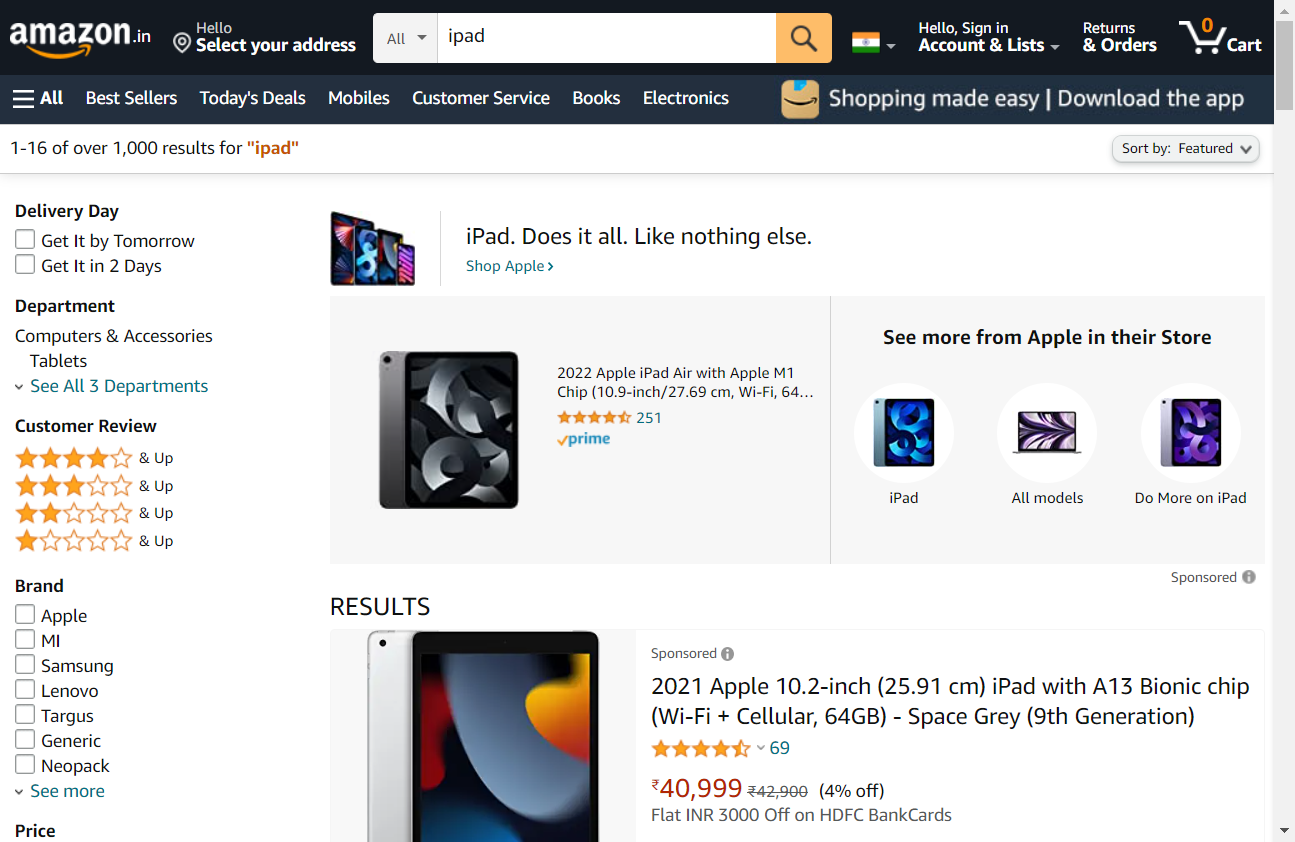 amazon.in
Hello
Select your address
All
ipad
Hello, Sign in
Account & Lists
Returns
& Orders
0
Cart
All
Best Sellers
Today's Deals
Mobiles
Customer Service
Books
Electronics
Shopping made easy | Download the app
1-16 of over 1,000 results for "ipad"
Sort by: Featured
Delivery Day
Get It by Tomorrow
Get It in 2 Days
Department
Computers & Accessories
Tablets
See All 3 Departments
Customer Review
& Up
& Up
& Up
& Up
Brand
Apple
MI
Samsung
Lenovo
Targus
Generic
Neopack
See more
Price
iPad. Does it all. Like nothing else.
Shop Apple ›
2022 Apple iPad Air with Apple M1
Chip (10.9-inch/27.69 cm, Wi-Fi, 64…
251
prime
See more from Apple in their Store
iPad
All models
Do More on iPad
Sponsored
RESULTS
Sponsored
2021 Apple 10.2-inch (25.91 cm) iPad with A13 Bionic chip
(Wi-Fi + Cellular, 64GB) - Space Grey (9th Generation)
69
₹40,999 ₹42,900 (4% off)
Flat INR 3000 Off on HDFC BankCards